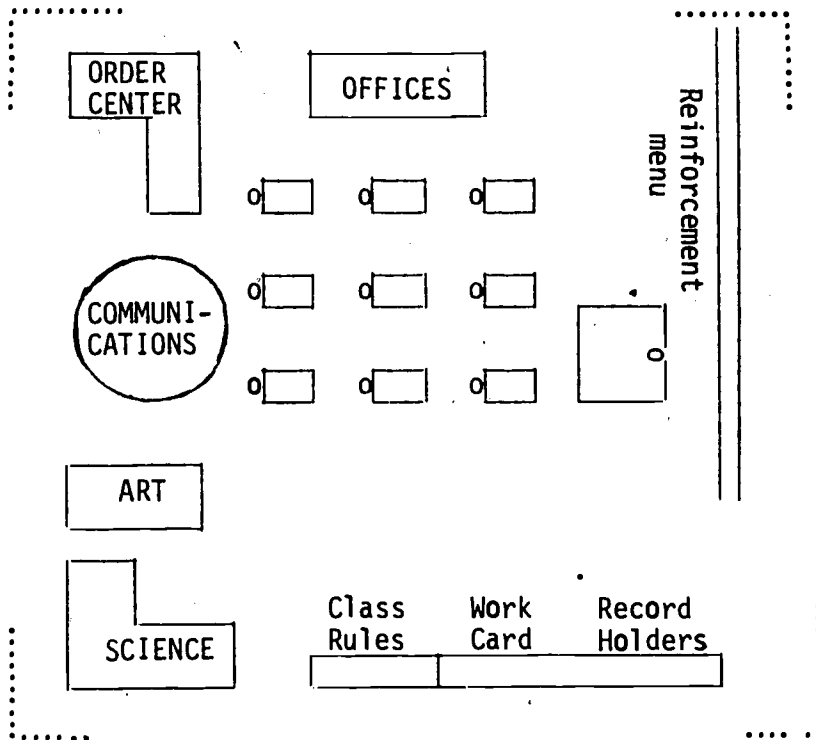 ORDER
CENTER
OFFICES
Reinforcement
menu
COMMUNI-
CATIONS
ART
SCIENCE
Class
Rules
Work
Card
Record
Holders